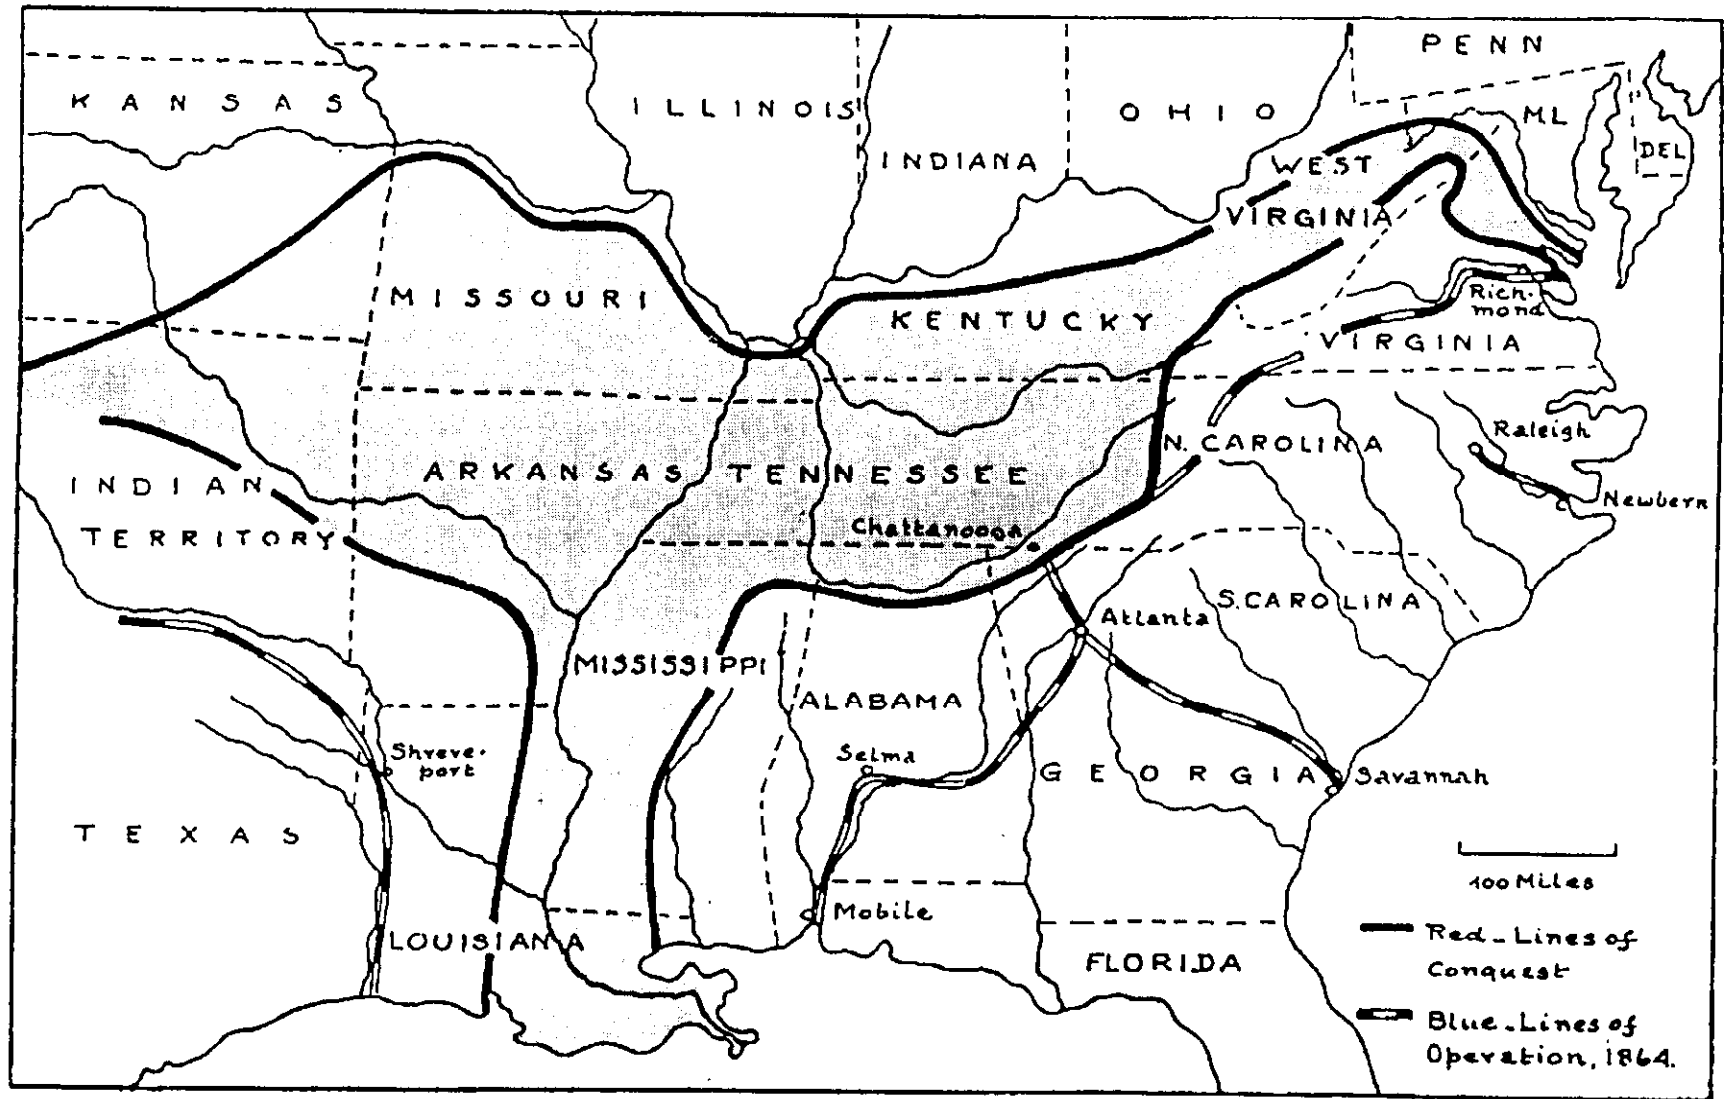 PENN
KANSAS
ILLINOIS
OHIO
ML
DEL
INDIANA
WEST
VIRGINIA
MISSOURI
KENTUCKY
Rich-
mond
VIRGINIA
N. CAROLINA
Raleigh
ARKANSAS
TENNESSEE
INDIAN
TERRITORY
Newbern
Chattanooga
S. CAROLINA
Atlanta
MISSISSIPPI
ALABAMA
Shreve-
port
Selma
GEORGIA
Savannah
TEXAS
100 Miles
Mobile
LOUISIANA
FLORIDA
Red-Lines of
Conquest
Blue-Lines of
Operation, 1864.